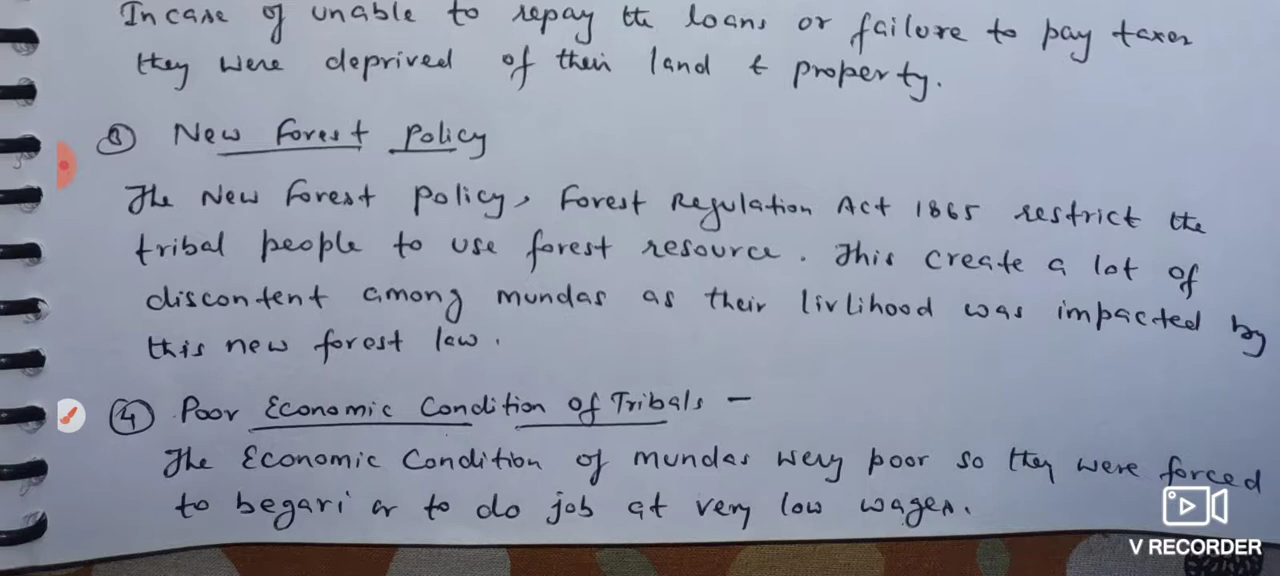 Incase of unable to repay the loans or failure to pay taxes
they were deprived of their land & property.
③ New Forest Policy
The New Forest Policy, Forest Regulation Act 1865 restrict the
tribal people to use forest resource. This create a lot of
discontent among mundas as their livlihood was impacted by
this new forest law.
④ Poor Economic Condition of Tribals -
The Economic Condition of mundas wery poor so they were forced
to begari or to do job at very low wages.
V RECORDER